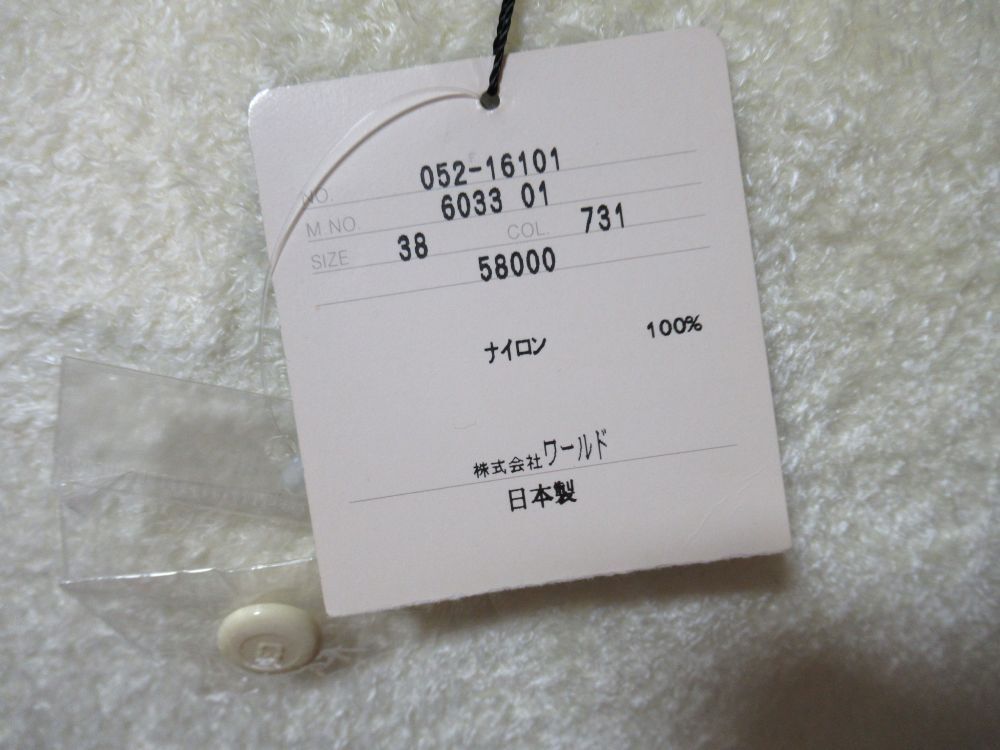 NO. 052-16101
M.NO. 6033 01
SIZE 38 COL. 731
58000
ナイロン 100%
株式会社ワールド
日本製